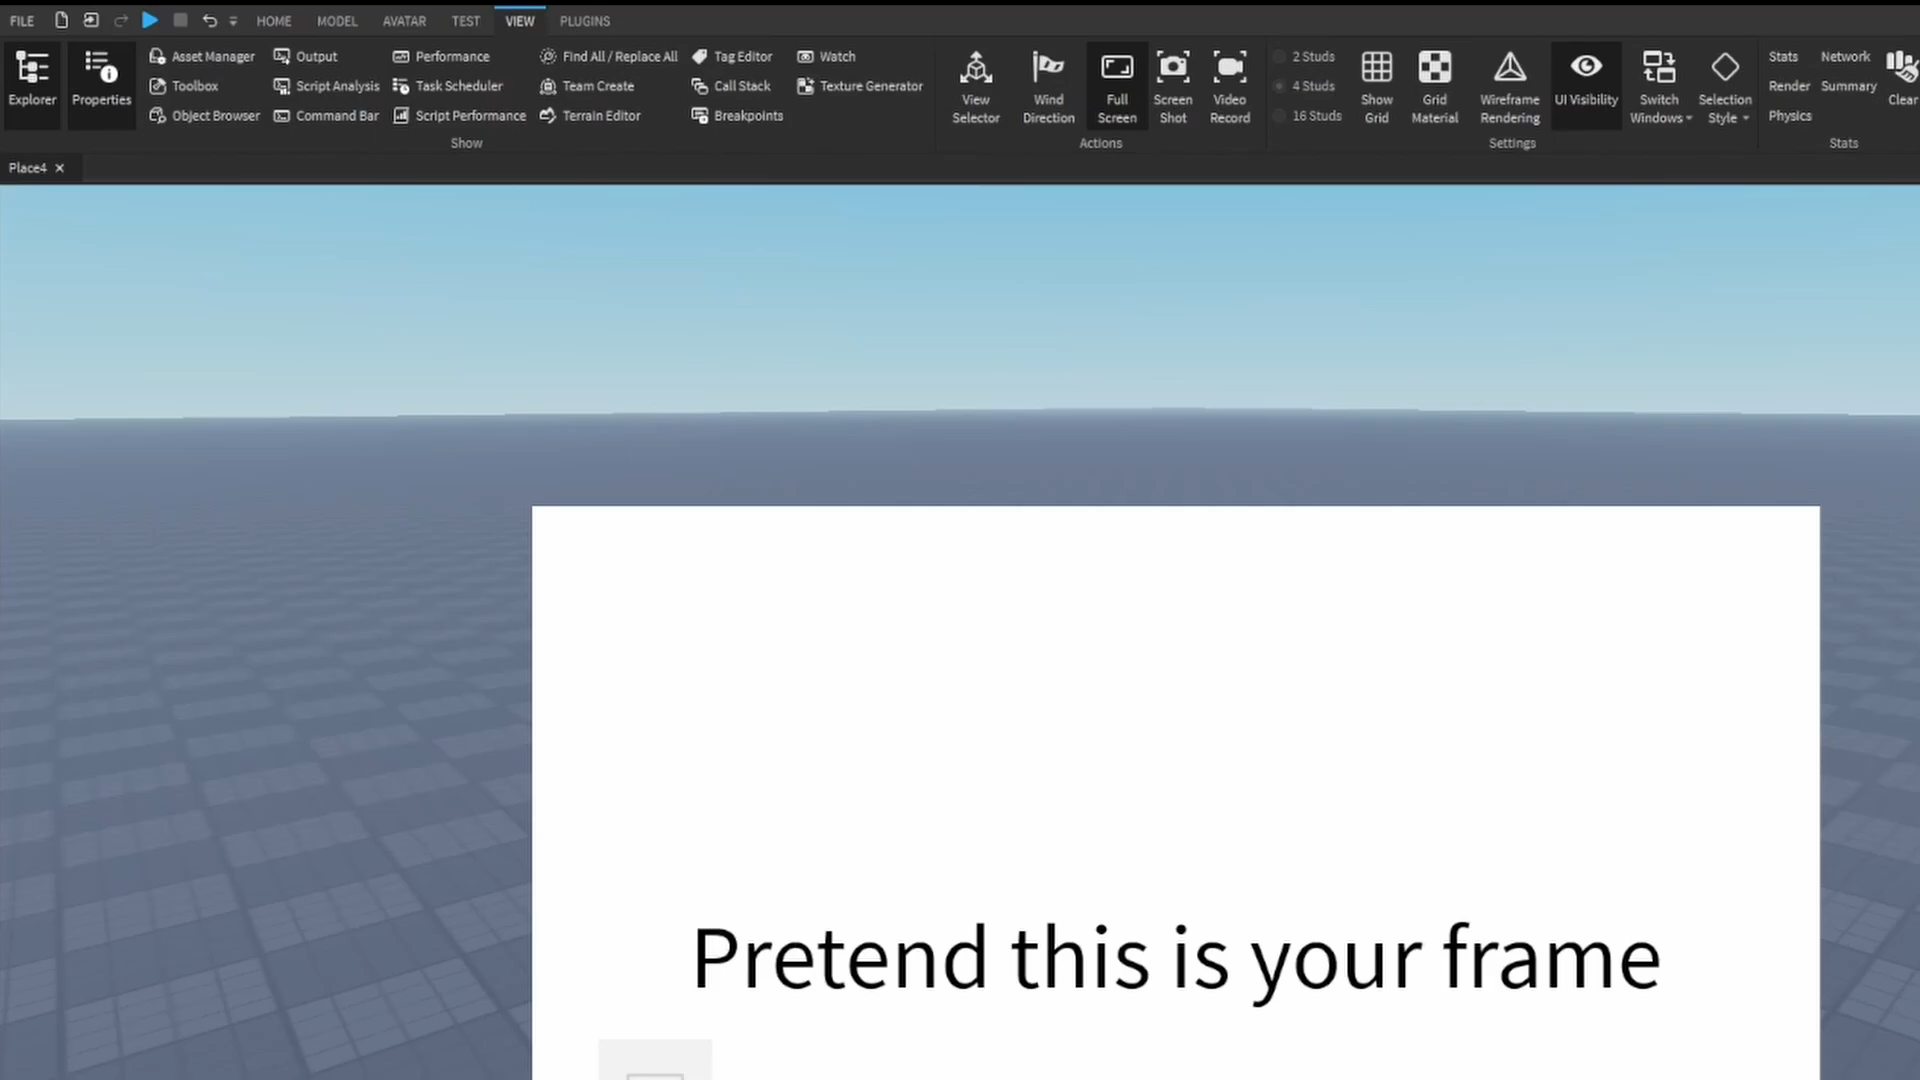 FILE HOME MODEL AVATAR TEST VIEW PLUGINS
Explorer
Properties
Asset Manager
Toolbox
Object Browser
Output
Script Analysis
Command Bar
Performance
Task Scheduler
Script Performance
Find All / Replace All
Team Create
Terrain Editor
Tag Editor
Call Stack
Breakpoints
Watch
Texture Generator
Show
View
Selector
Wind
Direction
Full
Screen
Screen
Shot
Video
Record
Actions
2 Studs
4 Studs
16 Studs
Show
Grid
Grid
Material
Wireframe
Rendering
UI Visibility
Switch
Windows
Selection
Style
Settings
Stats
Render
Physics
Network
Summary
Clear
Stats
Place4
Pretend this is your frame